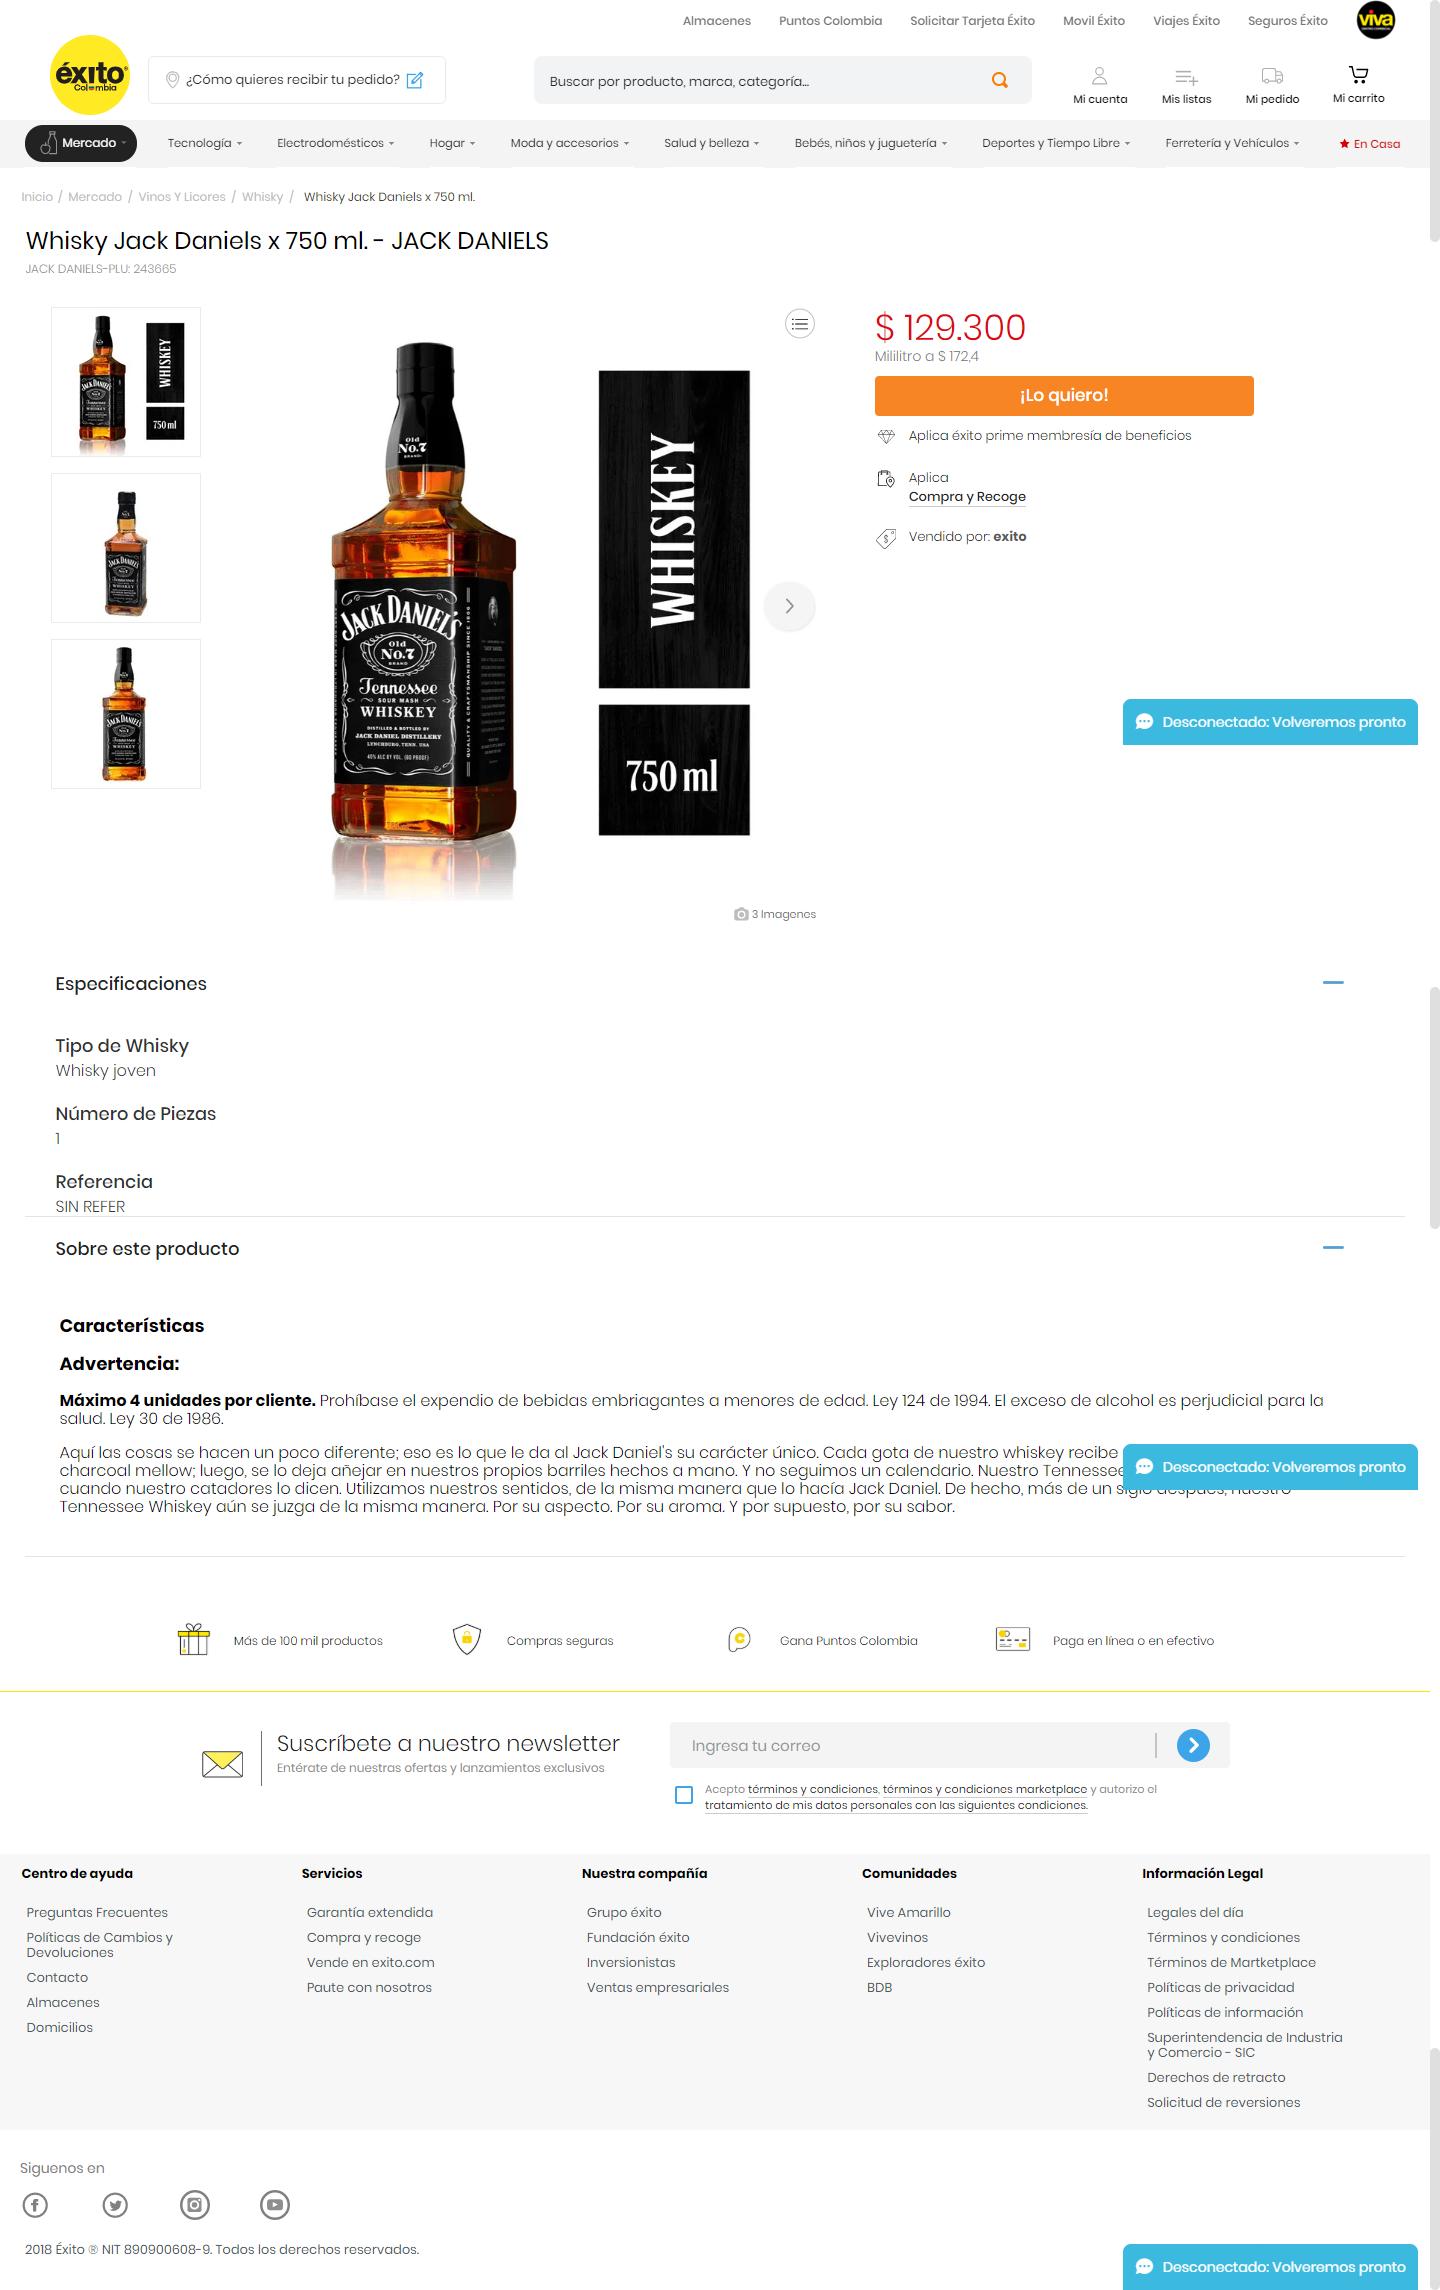 Almacenes Puntos Colombia Solicitar Tarjeta Éxito Movil Éxito Viajes Éxito Seguros Éxito viva
éxito
Colombia
¿Cómo quieres recibir tu pedido?
Buscar por producto, marca, categoría...
Mi cuenta Mis listas Mi pedido Mi carrito
Mercado Tecnología Electrodomésticos Hogar Moda y accesorios Salud y belleza Bebés, niños y juguetería Deportes y Tiempo Libre Ferretería y Vehículos En Casa
Inicio / Mercado / Vinos Y Licores / Whisky / Whisky Jack Daniels x 750 ml.
Whisky Jack Daniels x 750 ml. - JACK DANIELS
JACK DANIELS-PLU: 243665
WHISKEY
750 ml
Old
No.7
BRAND
JACK DANIEL'S
Old
No.7
BRAND
Tennessee
SOUR MASH
WHISKEY
DISTILLED & BOTTLED BY
JACK DANIEL DISTILLERY
LYNCHBURG, TENN. USA
40% ALC BY VOL. (80 PROOF)
QUALITY & CRAFTSMANSHIP SINCE 1866
WHISKEY
750 ml
3 Imagenes
$ 129.300
Mililitro a $ 172,4
¡Lo quiero!
Aplica éxito prime membresía de beneficios
Aplica
Compra y Recoge
Vendido por: exito
Desconectado: Volveremos pronto
Especificaciones
Tipo de Whisky
Whisky joven
Número de Piezas
1
Referencia
SIN REFER
Sobre este producto
Características
Advertencia:
Máximo 4 unidades por cliente. Prohíbase el expendio de bebidas embriagantes a menores de edad. Ley 124 de 1994. El exceso de alcohol es perjudicial para la
salud. Ley 30 de 1986.
Aquí las cosas se hacen un poco diferente; eso es lo que le da al Jack Daniel's su carácter único. Cada gota de nuestro whiskey recibe
charcoal mellow; luego, se lo deja añejar en nuestros propios barriles hechos a mano. Y no seguimos un calendario. Nuestro Tennessee
cuando nuestro catadores lo dicen. Utilizamos nuestros sentidos, de la misma manera que lo hacía Jack Daniel. De hecho, más de un siglo después, nuestro
Tennessee Whiskey aún se juzga de la misma manera. Por su aspecto. Por su aroma. Y por supuesto, por su sabor.
Desconectado: Volveremos pronto
Más de 100 mil productos Compras seguras Gana Puntos Colombia Paga en línea o en efectivo
Suscríbete a nuestro newsletter
Entérate de nuestras ofertas y lanzamientos exclusivos
Ingresa tu correo
Acepto términos y condiciones, términos y condiciones marketplace y autorizo el
tratamiento de mis datos personales con las siguientes condiciones.
Centro de ayuda
Preguntas Frecuentes
Políticas de Cambios y
Devoluciones
Contacto
Almacenes
Domicilios
Servicios
Garantía extendida
Compra y recoge
Vende en exito.com
Paute con nosotros
Nuestra compañía
Grupo éxito
Fundación éxito
Inversionistas
Ventas empresariales
Comunidades
Vive Amarillo
Vivevinos
Exploradores éxito
BDB
Información Legal
Legales del día
Términos y condiciones
Términos de Martketplace
Políticas de privacidad
Políticas de información
Superintendencia de Industria
y Comercio - SIC
Derechos de retracto
Solicitud de reversiones
Siguenos en
2018 Éxito ® NIT 890900608-9. Todos los derechos reservados.
Desconectado: Volveremos pronto